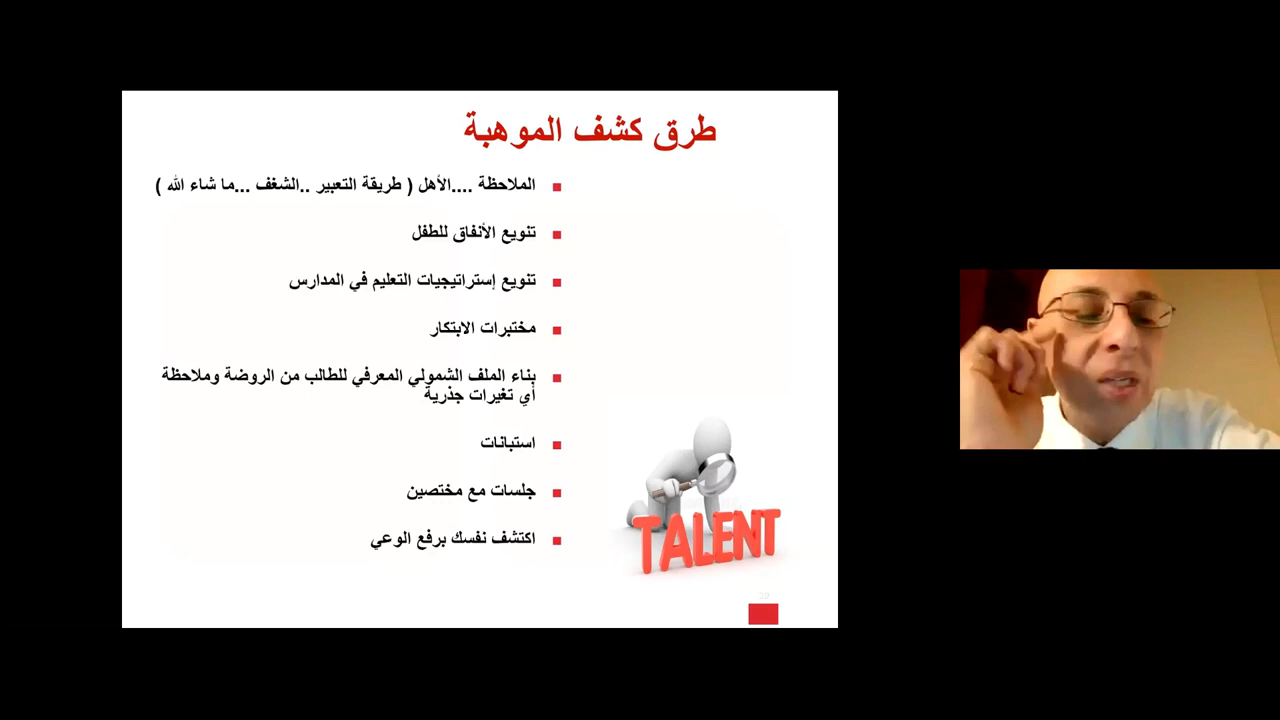 طرق كشف الموهبة
الملاحظة ....الأهل ( طريقة التعبير ..الشغف ...ما شاء الله )
تنويع الأنفاق للطفل
تنويع إستراتيجيات التعليم في المدارس
مختبرات الابتكار
بناء الملف الشمولي المعرفي للطالب من الروضة وملاحظة
أي تغيرات جذرية
استبانات
جلسات مع مختصين
اكتشف نفسك برفع الوعي
TALENT